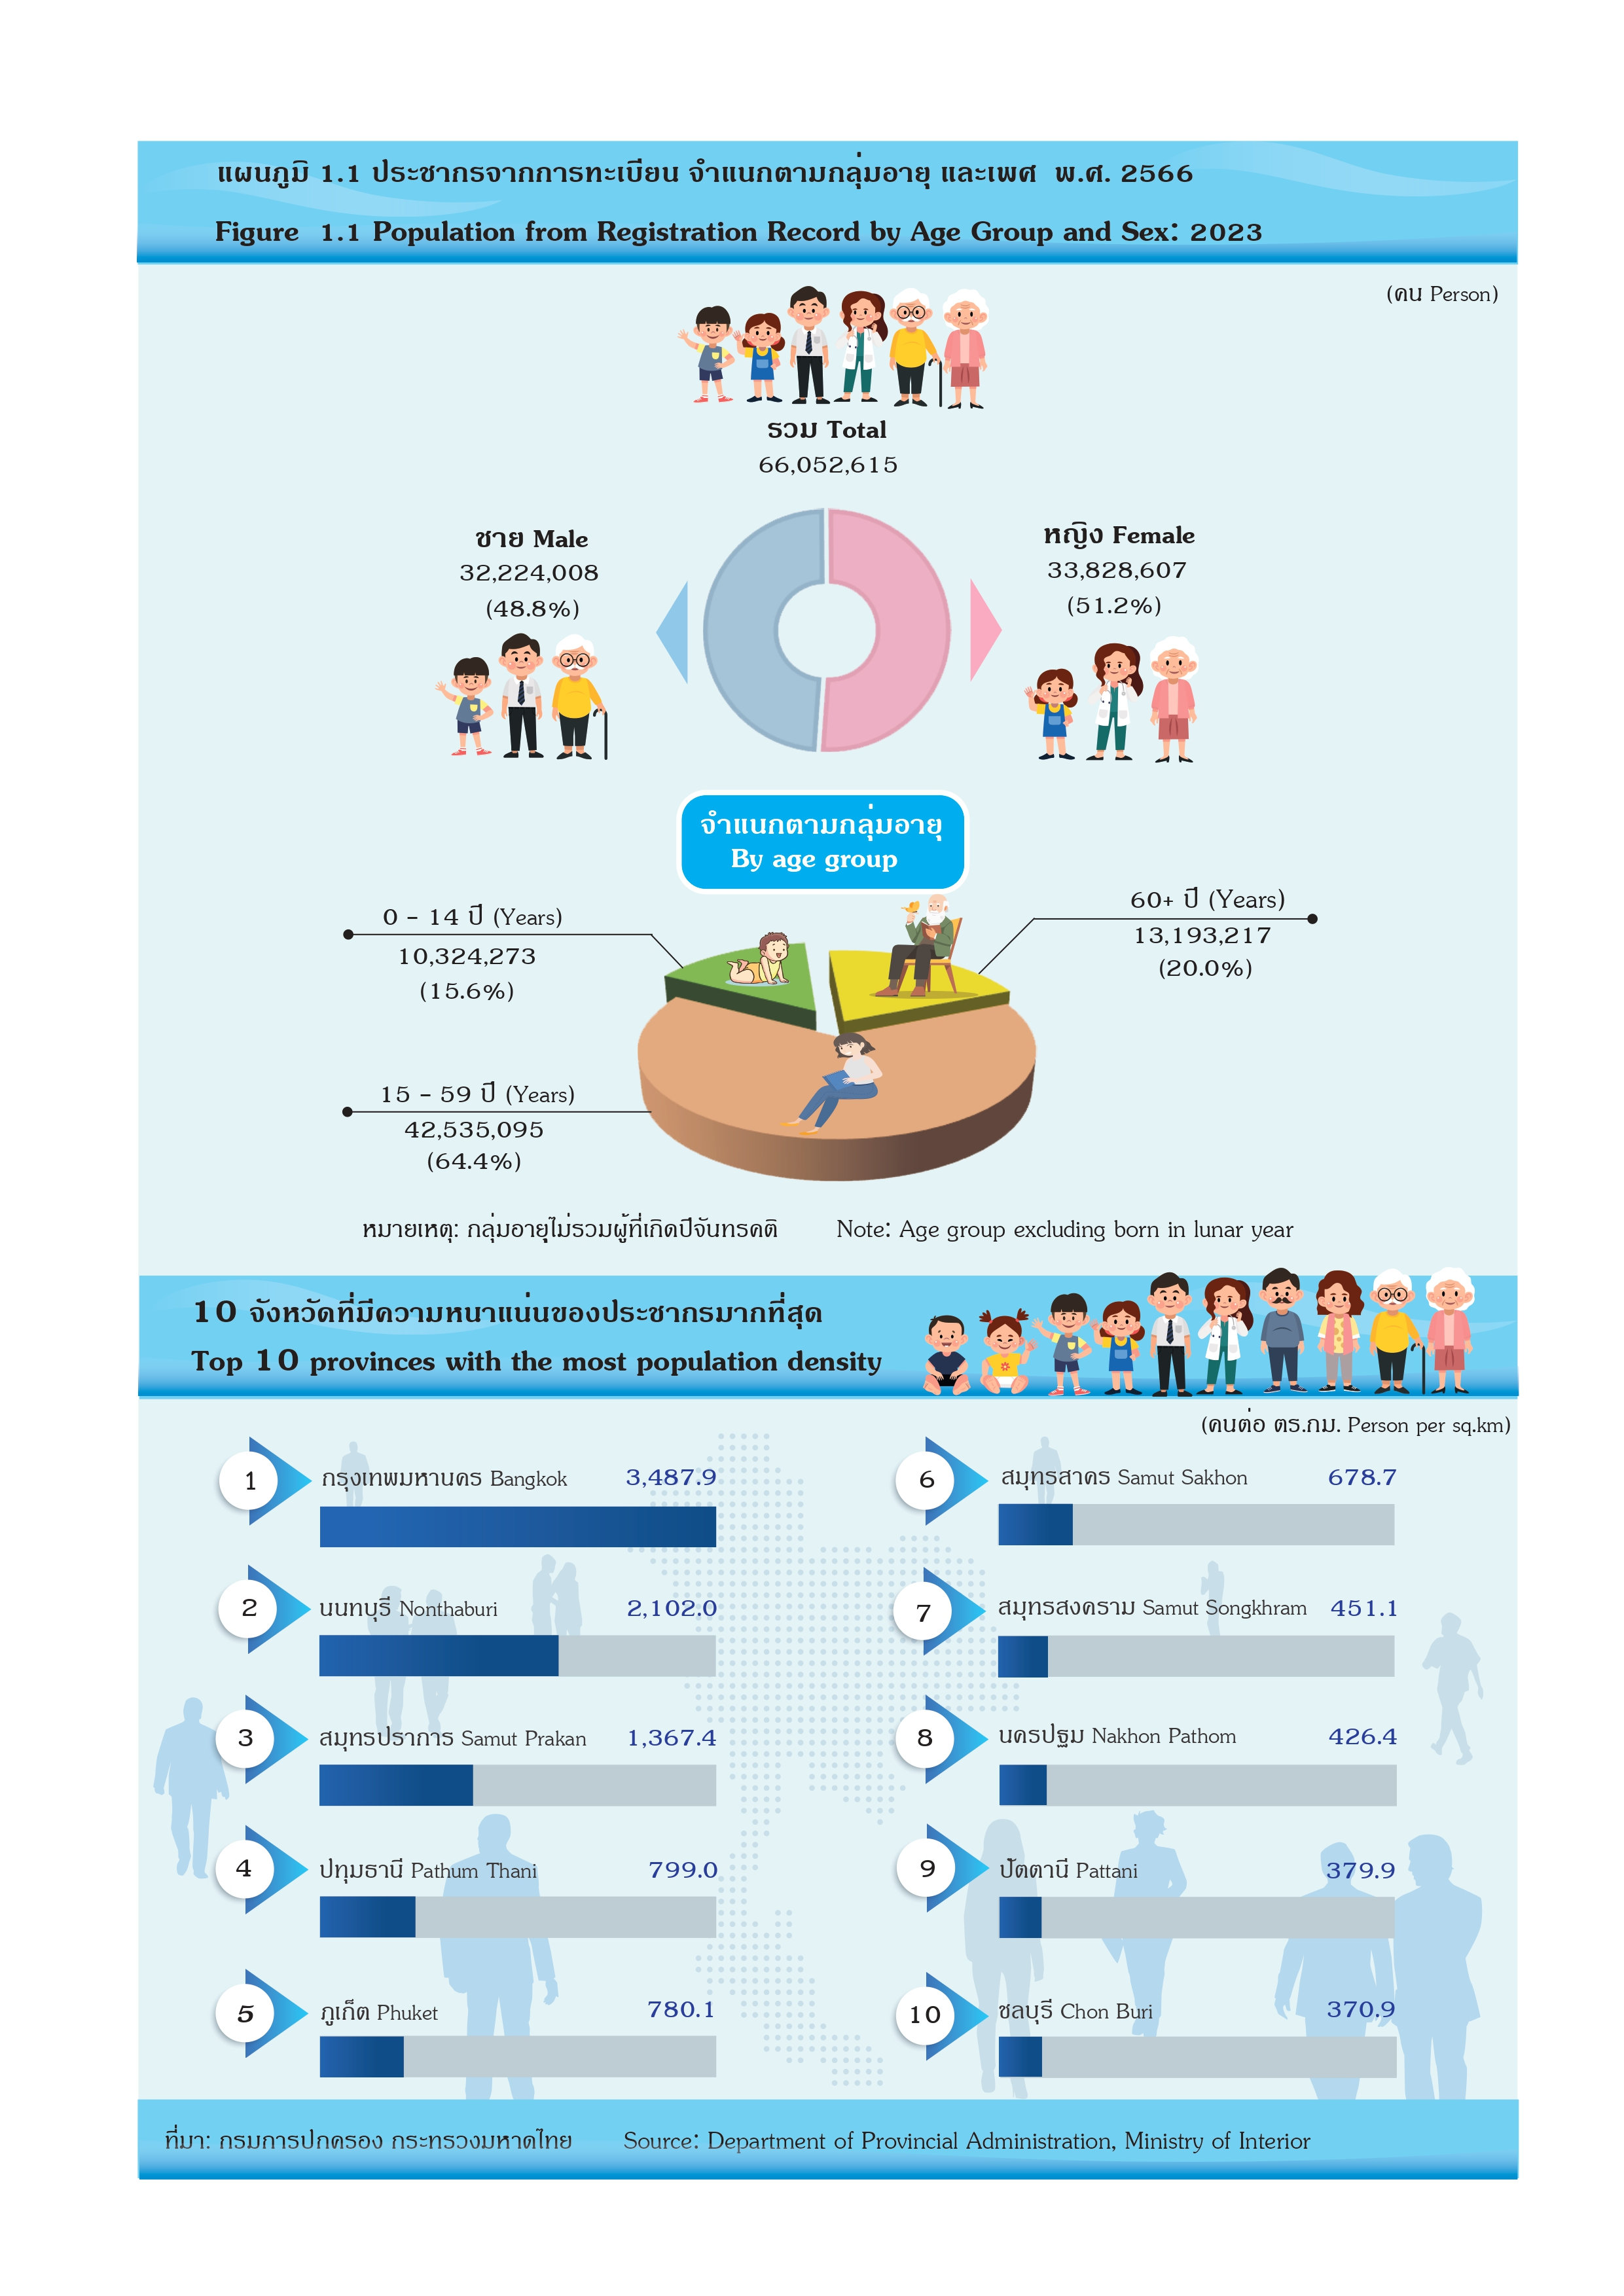 แผนภูมิ 1.1 ประชากรจากการทะเบียน จำแนกตามกลุ่มอายุ และเพศ พ.ศ. 2566
Figure 1.1 Population from Registration Record by Age Group and Sex: 2023
(คน Person)
รวม Total
66,052,615
ชาย Male
32,224,008
(48.8%)
หญิง Female
33,828,607
(51.2%)
จำแนกตามกลุ่มอายุ
By age group
0 - 14 ปี (Years)
10,324,273
(15.6%)
60+ ปี (Years)
13,193,217
(20.0%)
15 - 59 ปี (Years)
42,535,095
(64.4%)
หมายเหตุ: กลุ่มอายุไม่รวมผู้ที่เกิดปีจันทรคติ Note: Age group excluding born in lunar year
10 จังหวัดที่มีความหนาแน่นของประชากรมากที่สุด
Top 10 provinces with the most population density
(คนต่อ ตร.กม. Person per sq.km)
1 กรุงเทพมหานคร Bangkok 3,487.9
2 นนทบุรี Nonthaburi 2,102.0
3 สมุทรปราการ Samut Prakan 1,367.4
4 ปทุมธานี Pathum Thani 799.0
5 ภูเก็ต Phuket 780.1
6 สมุทรสาคร Samut Sakhon 678.7
7 สมุทรสงคราม Samut Songkhram 451.1
8 นครปฐม Nakhon Pathom 426.4
9 ปัตตานี Pattani 379.9
10 ชลบุรี Chon Buri 370.9
ที่มา: กรมการปกครอง กระทรวงมหาดไทย Source: Department of Provincial Administration, Ministry of Interior